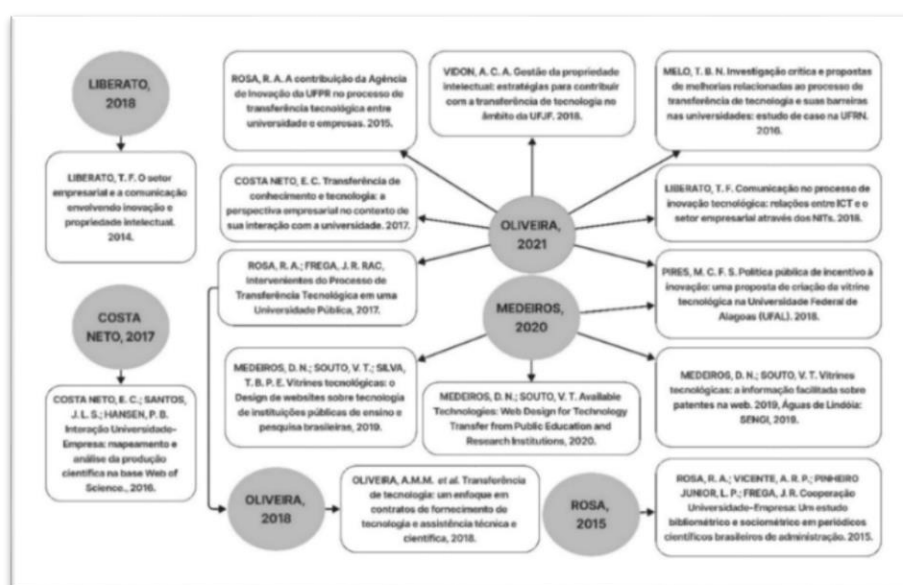 LIBERATO,
2018
ROSA, R. A. A contribuição da Agência
de Inovação da UFPR no processo de
transferência tecnológica entre
universidade e empresas. 2015.
VIDON, A. C. A. Gestão da propriedade
intelectual: estratégias para contribuir
com a transferência de tecnologia no
âmbito da UFJF. 2018.
MELO, T. B. N. Investigação crítica e propostas
de melhorias relacionadas ao processo de
transferência de tecnologia e suas barreiras
nas universidades: estudo de caso na UFRN.
2016.
LIBERATO, T. F. O setor
empresarial e a comunicação
envolvendo inovação e
propriedade intelectual.
2014.
COSTA NETO, E. C. Transferência de
conhecimento e tecnologia: a
perspectiva empresarial no contexto de
sua interação com a universidade. 2017.
OLIVEIRA,
2021
LIBERATO, T. F. Comunicação no processo de
inovação tecnológica: relações entre ICT e o
setor empresarial através dos NITs. 2018.
ROSA, R. A.; FREGA, J. R. RAC,
Intervenientes do Processo de
Transferência Tecnológica em uma
Universidade Pública, 2017.
PIRES, M. C. F. S. Política pública de incentivo à
inovação: uma proposta de criação de vitrine
tecnológica na Universidade Federal de
Alagoas (UFAL). 2018.
COSTA
NETO, 2017
MEDEIROS,
2020
COSTA NETO, E. C.; SANTOS,
J. L. S.; HANSEN, P. B.
Interação Universidade-
Empresa: mapeamento e
análise da produção
científica na base Web of
Science., 2016.
MEDEIROS, D. N.; SOUTO, V. T.; SILVA,
T. B. P. E. Vitrines tecnológicas: o
Design de websites sobre tecnologia
de instituições públicas de ensino e
pesquisa brasileiras, 2019.
MEDEIROS, D. N.; SOUTO, V. T. Available
Technologies: Web Design for Technology
Transfer from Public Education and
Research Institutions, 2020.
MEDEIROS, D. N.; SOUTO, V. T. Vitrines
tecnológicas: a informação facilitada sobre
patentes na web. 2019, Águas de Lindóia:
SENGI, 2019.
OLIVEIRA,
2018
OLIVEIRA, A.M.M. et al. Transferência
de tecnologia: um enfoque em
contratos de fornecimento de
tecnologia e assistência técnica e
científica, 2018.
ROSA,
2015
ROSA, R. A.; VICENTE, A. R. P.; PINHEIRO
JUNIOR, L. P.; FREGA, J. R. Cooperação
Universidade-Empresa: Um estudo
bibliométrico e sociométrico em periódicos
científicos brasileiros de administração. 2015.